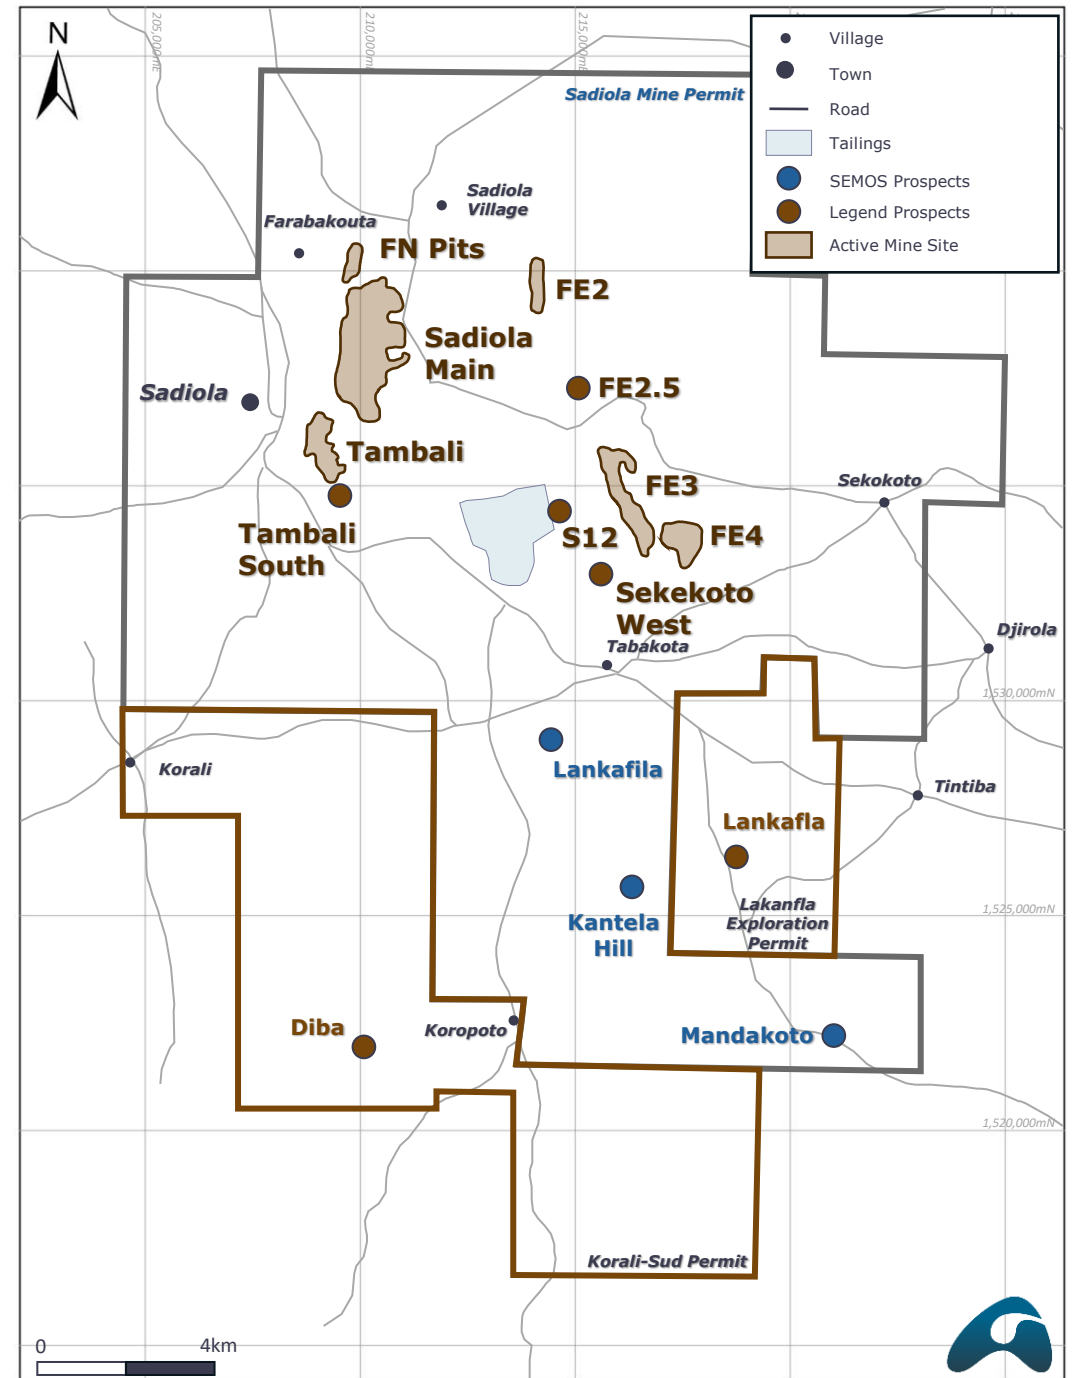 N
205,000mE
210,000mE
215,000mE
Village
Town
Road
Tailings
SEMOS Prospects
Legend Prospects
Active Mine Site
Sadiola Mine Permit
Sadiola
Village
Farabakouta
FN Pits
FE2
Sadiola
Main
Sadiola
FE2.5
Tambali
FE3
Sekokoto
Tambali
South
S12
FE4
Sekekoto
West
Tabakota
Djirola
1,530,000mN
Korali
Lankafila
Tintiba
Lankafla
Kantela
Hill
Lakanfla
Exploration
Permit
1,525,000mN
Diba
Koropoto
Mandakoto
1,520,000mN
Korali-Sud Permit
0
4km